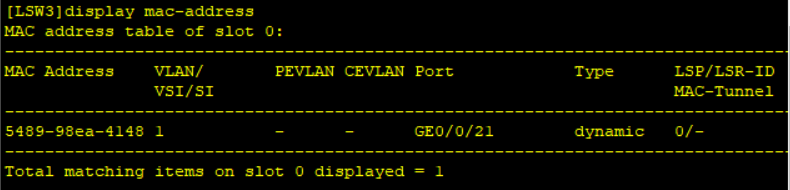 [LSW3]display mac-address
MAC address table of slot 0:
-------------------------------------------------------------------------------
MAC Address    VLAN/       PEVLAN CEVLAN Port            Type      LSP/LSR-ID
               VSI/SI                                              MAC-Tunnel
-------------------------------------------------------------------------------
5489-98ea-4148 1           -      -      GE0/0/21        dynamic   0/-
-------------------------------------------------------------------------------
Total matching items on slot 0 displayed = 1